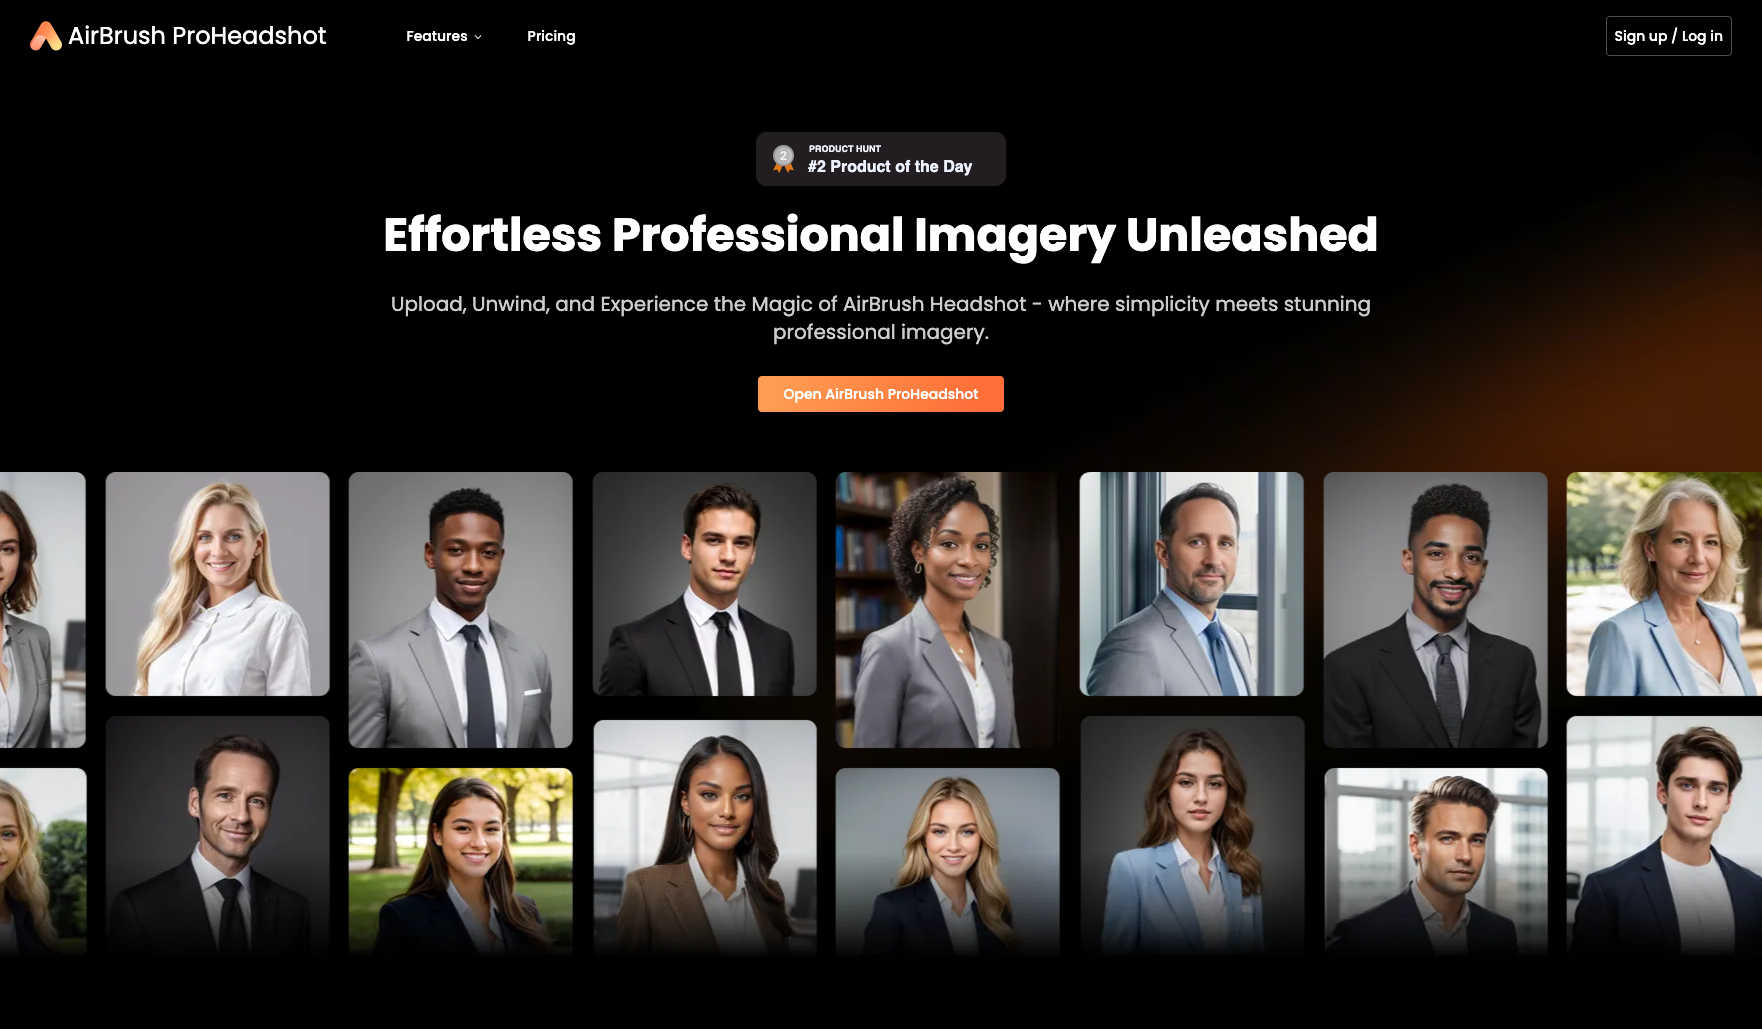 AirBrush ProHeadshot
Features
Pricing
Sign up / Log in
2
PRODUCT HUNT
#2 Product of the Day
Effortless Professional Imagery Unleashed
Upload, Unwind, and Experience the Magic of AirBrush Headshot - where simplicity meets stunning
professional imagery.
Open AirBrush ProHeadshot